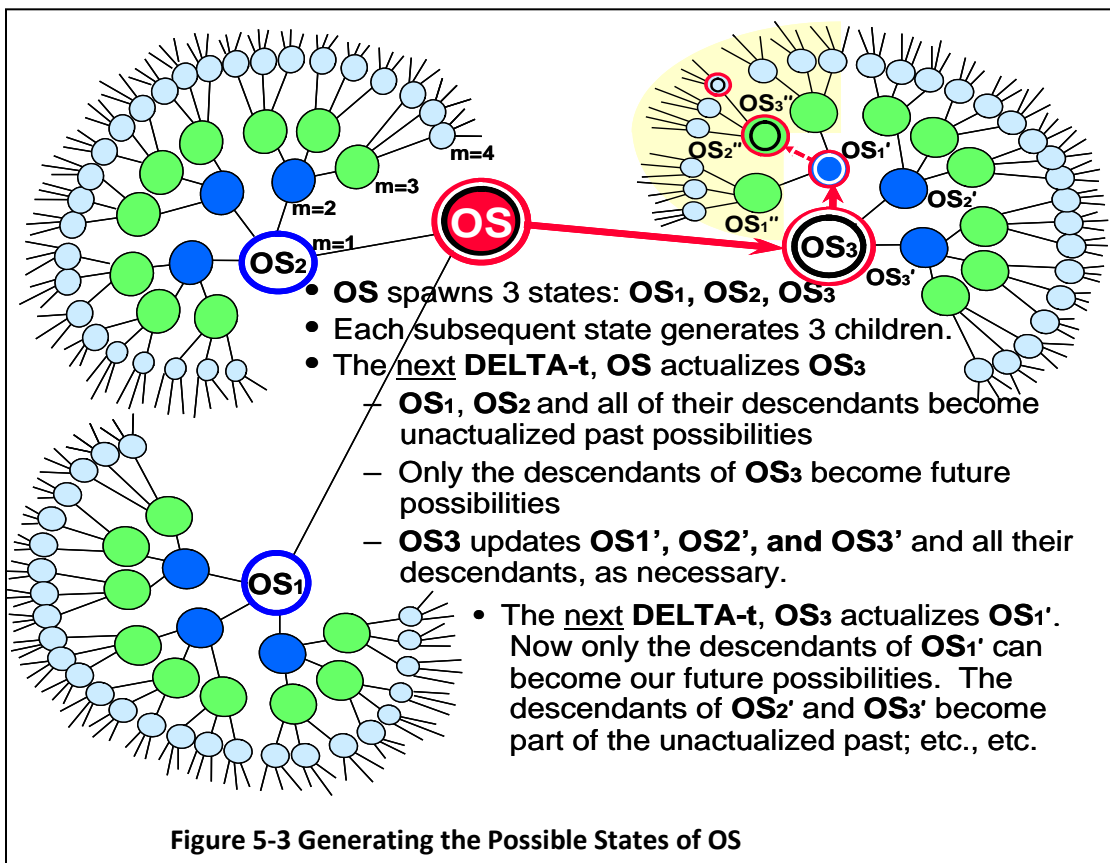 OS₃″
OS₂″
OS₁′
m=4
m=3
OS₂′
m=2
OS
OS₁″
m=1
OS₂
OS₃
OS₃′
• OS spawns 3 states: OS₁, OS₂, OS₃
• Each subsequent state generates 3 children.
• The next DELTA-t, OS actualizes OS₃
– OS₁, OS₂ and all of their descendants become
unactualized past possibilities
– Only the descendants of OS₃ become future
possibilities
– OS3 updates OS1’, OS2’, and OS3’ and all their
descendants, as necessary.
OS₁
• The next DELTA-t, OS₃ actualizes OS₁′.
Now only the descendants of OS₁′ can
become our future possibilities. The
descendants of OS₂′ and OS₃′ become
part of the unactualized past; etc., etc.
Figure 5-3 Generating the Possible States of OS